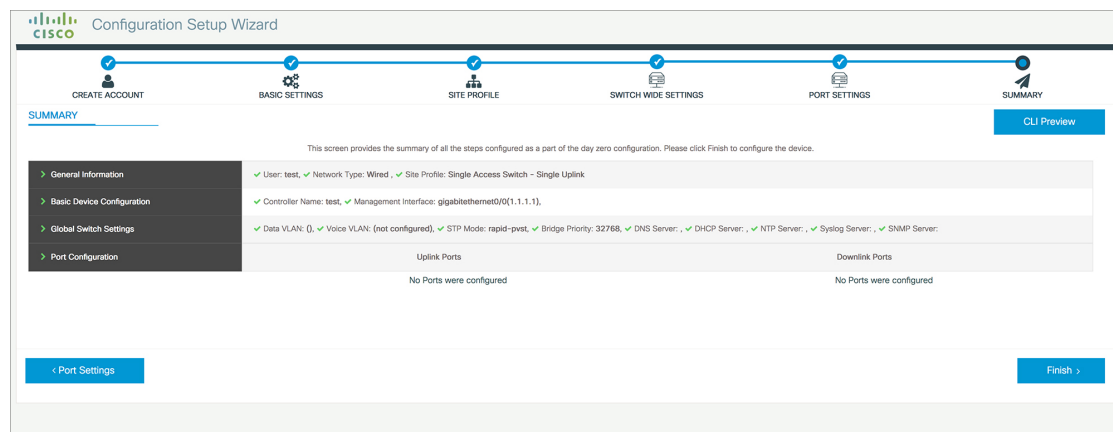 CISCO
Configuration Setup Wizard
CREATE ACCOUNT
BASIC SETTINGS
SITE PROFILE
SWITCH WIDE SETTINGS
PORT SETTINGS
SUMMARY
SUMMARY
CLI Preview
This screen provides the summary of all the steps configured as a part of the day zero configuration. Please click Finish to configure the device.
General Information
User: test, Network Type: Wired , Site Profile: Single Access Switch - Single Uplink
Basic Device Configuration
Controller Name: test, Management Interface: gigabitethernet0/0(1.1.1.1),
Global Switch Settings
Data VLAN: (), Voice VLAN: (not configured), STP Mode: rapid-pvst, Bridge Priority: 32768, DNS Server: , DHCP Server: , NTP Server: , Syslog Server: , SNMP Server:
Port Configuration
Uplink Ports
Downlink Ports
No Ports were configured
No Ports were configured
‹ Port Settings
Finish ›